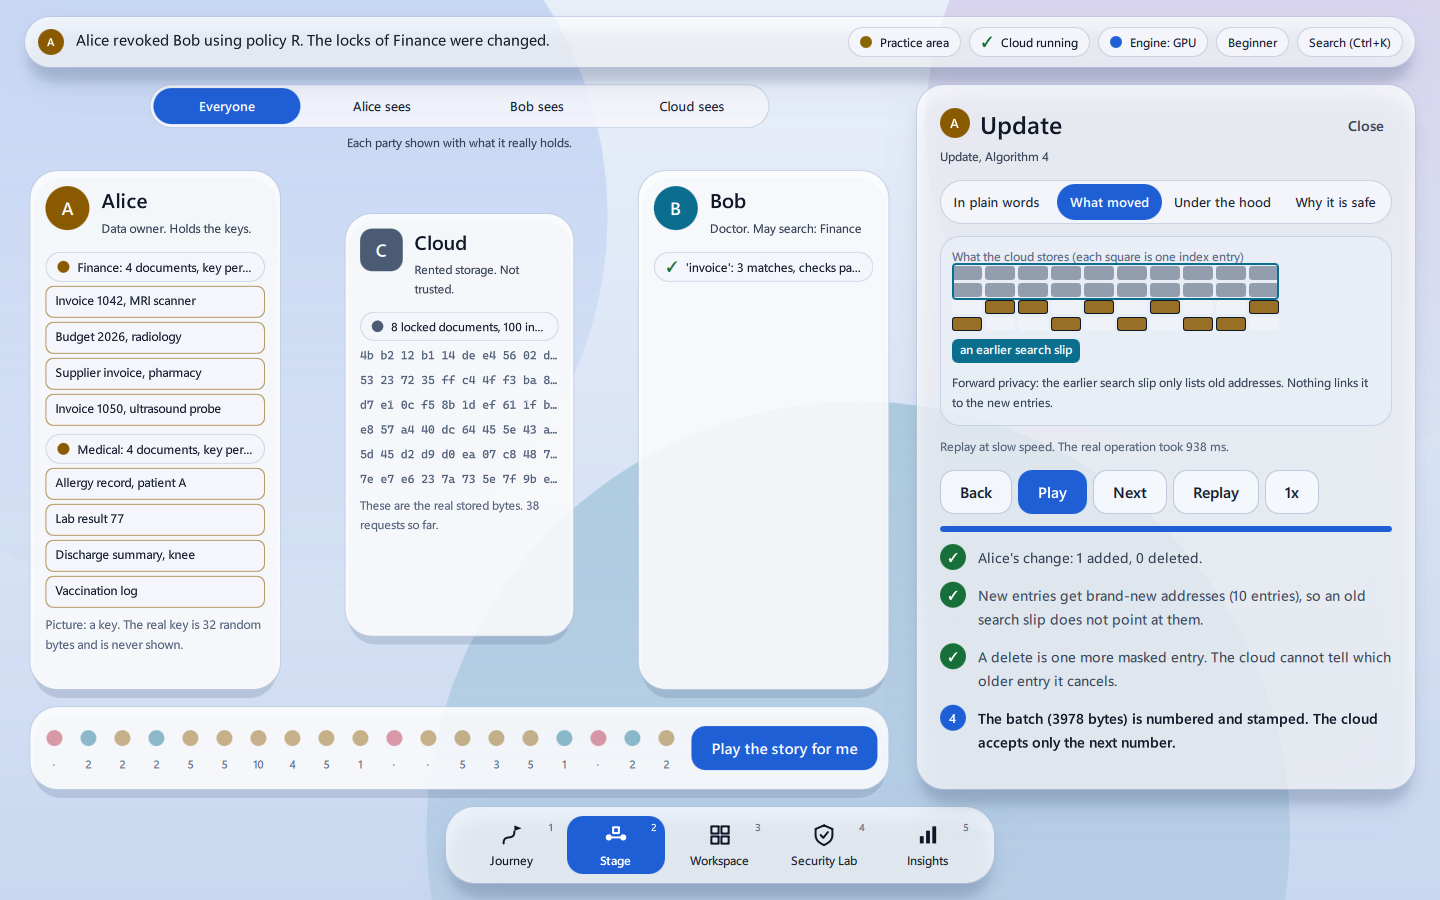 A Alice revoked Bob using policy R. The locks of Finance were changed.
Practice area
✓ Cloud running
Engine: GPU
Beginner
Search (Ctrl+K)
Everyone
Alice sees
Bob sees
Cloud sees
Each party shown with what it really holds.
A Alice
Data owner. Holds the keys.
Finance: 4 documents, key per...
Invoice 1042, MRI scanner
Budget 2026, radiology
Supplier invoice, pharmacy
Invoice 1050, ultrasound probe
Medical: 4 documents, key per...
Allergy record, patient A
Lab result 77
Discharge summary, knee
Vaccination log
Picture: a key. The real key is 32 random
bytes and is never shown.
C Cloud
Rented storage. Not
trusted.
8 locked documents, 100 in...
4b b2 12 b1 14 de e4 56 02 d...
53 23 72 35 ff c4 4f f3 ba 8...
d7 e1 0c f5 8b 1d ef 61 1f b...
e8 57 a4 40 dc 64 45 5e 43 a...
5d 45 d2 d9 d0 ea 07 c8 48 7...
7e e7 e6 23 7a 73 5e 7f 9b e...
These are the real stored bytes. 38
requests so far.
B Bob
Doctor. May search: Finance
✓ 'invoice': 3 matches, checks pa...
· 2 2 2 5 5 10 4 5 1 · · 5 3 5 1 · 2 2
Play the story for me
A Update
Close
Update, Algorithm 4
In plain words
What moved
Under the hood
Why it is safe
What the cloud stores (each square is one index entry)
an earlier search slip
Forward privacy: the earlier search slip only lists old addresses. Nothing links it
to the new entries.
Replay at slow speed. The real operation took 938 ms.
Back
Play
Next
Replay
1x
✓ Alice's change: 1 added, 0 deleted.
✓ New entries get brand-new addresses (10 entries), so an old
search slip does not point at them.
✓ A delete is one more masked entry. The cloud cannot tell which
older entry it cancels.
4 The batch (3978 bytes) is numbered and stamped. The cloud
accepts only the next number.
Journey 1
Stage 2
Workspace 3
Security Lab 4
Insights 5